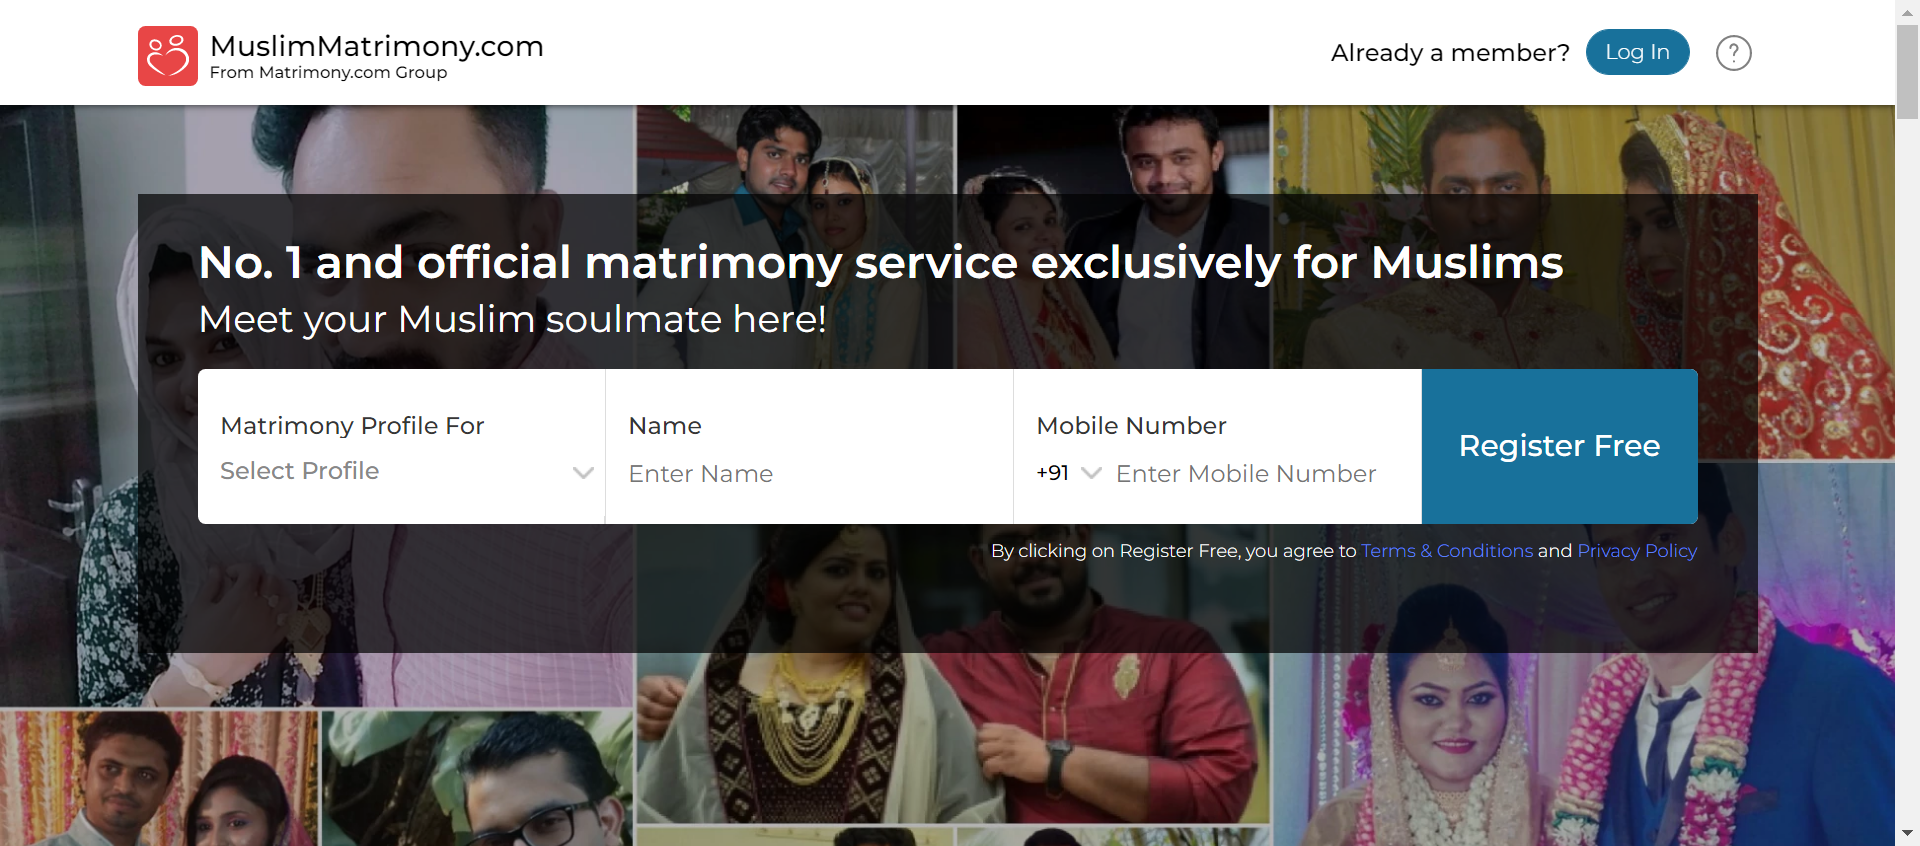 MuslimMatrimony.com
From Matrimony.com Group
Already a member?
Log In
?
No. 1 and official matrimony service exclusively for Muslims
Meet your Muslim soulmate here!
Matrimony Profile For
Select Profile
Name
Enter Name
Mobile Number
+91
Enter Mobile Number
Register Free
By clicking on Register Free, you agree to Terms & Conditions and Privacy Policy